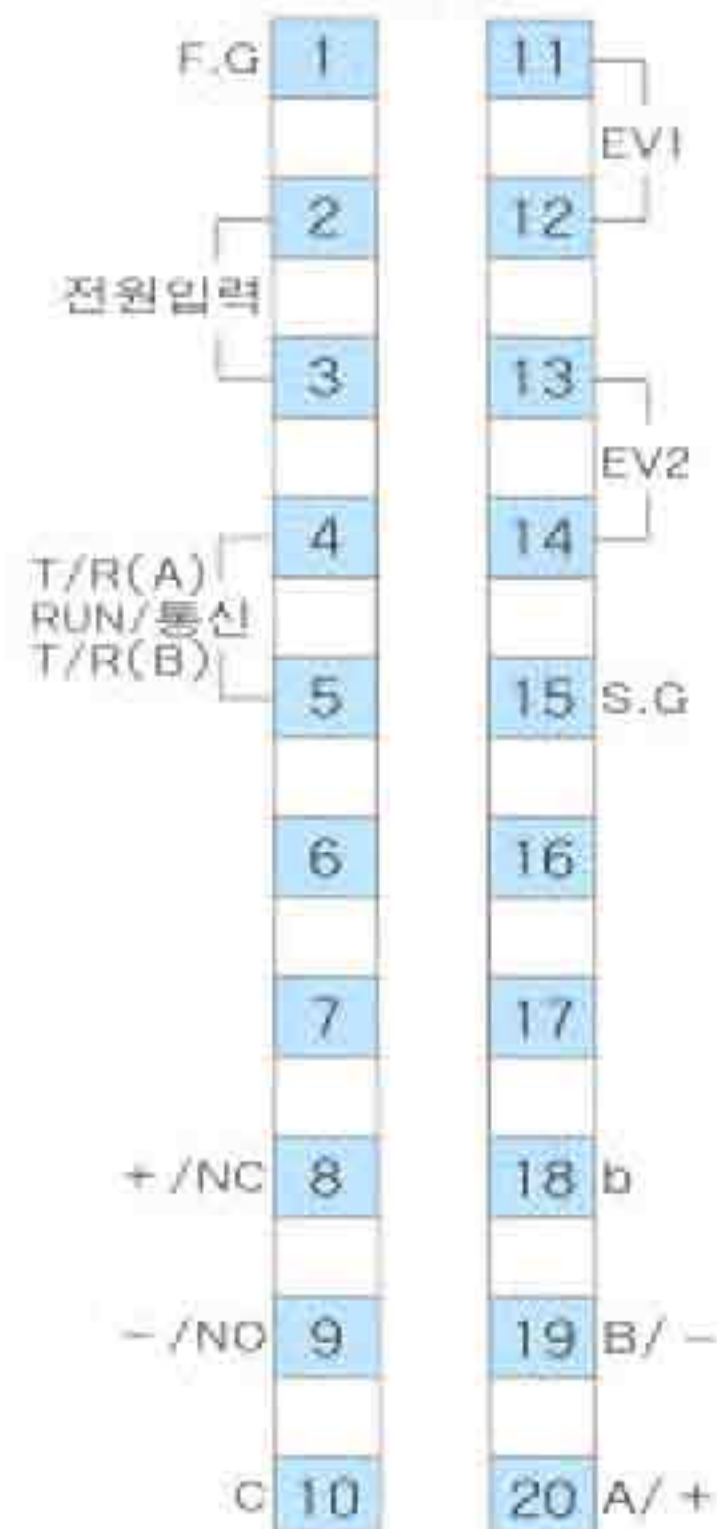 F.G 1 11
EV1
2 12
전원입력
3 13
EV2
4 14
T/R(A)
RUN/통신
T/R(B)
5 15 S.G
6 16
7 17
+/NC 8 18 b
-/NO 9 19 B/-
C 10 20 A/+